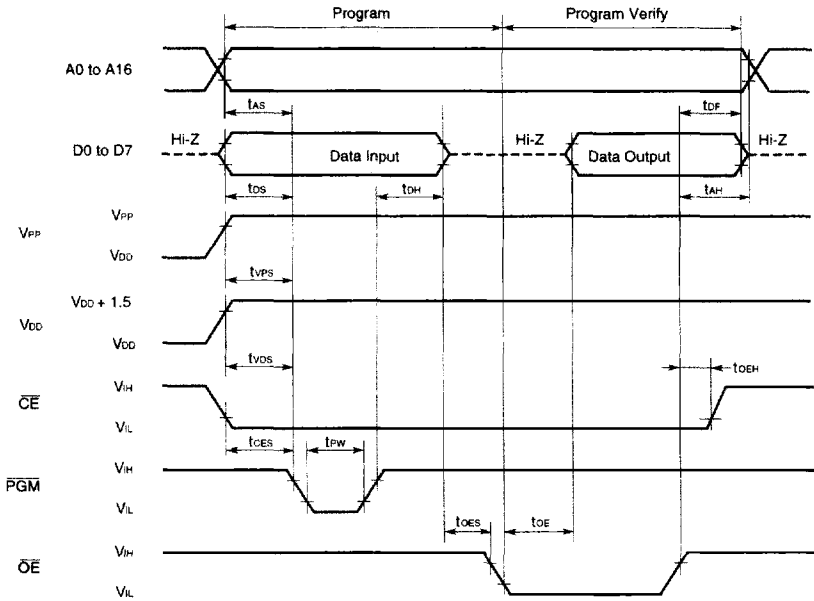 Program Program Verify
A0 to A16
tAS tDF
Hi-Z Hi-Z Hi-Z
D0 to D7 Data Input Data Output
tDS tDH tAH
VPP
VPP
VDD
tVPS
VDD + 1.5
VDD
VDD
tVDS tOEH
VIH
CE
VIL
tCES tPW
VIH
PGM
VIL
tOES tOE
VIH
OE
VIL